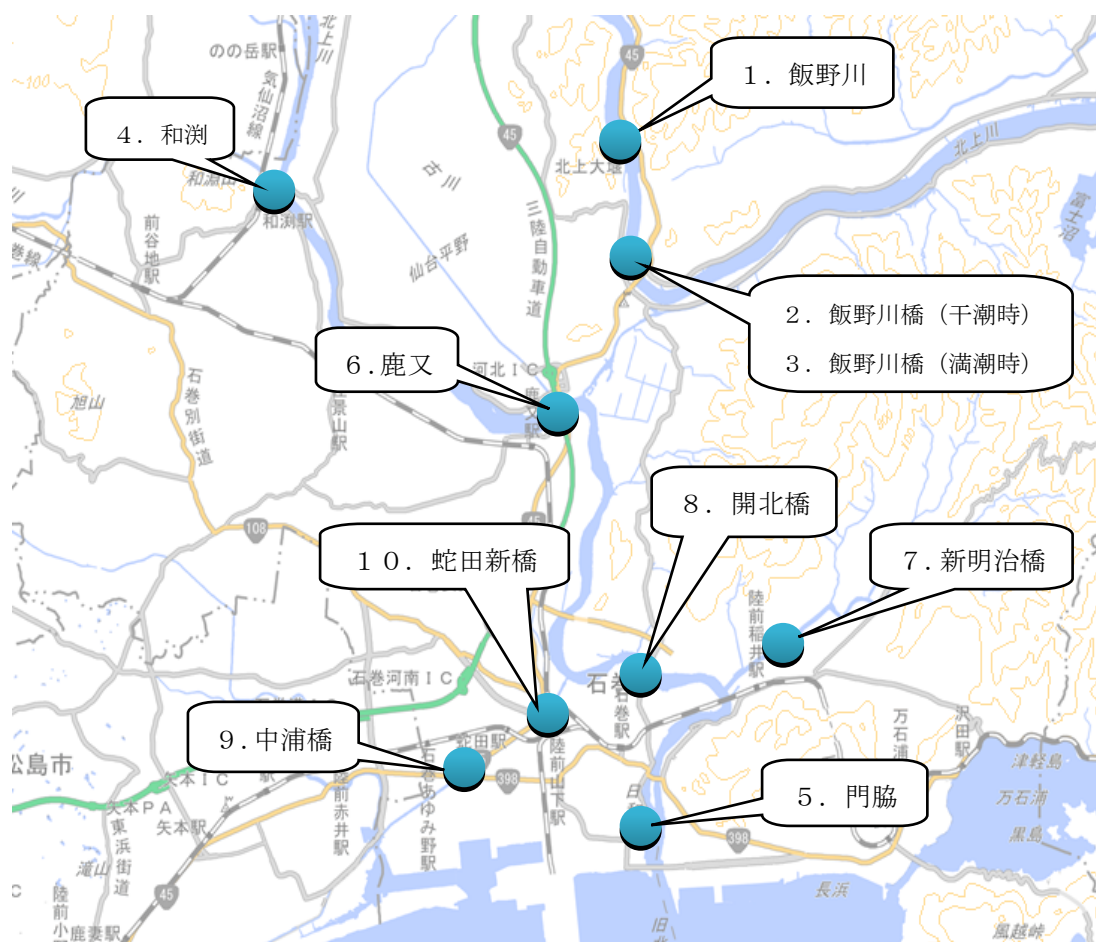 のの岳駅
気仙沼線
北上川
45
1．飯野川
4．和渕
~100
和渕山
和渕駅
前谷地駅
45
古川
三陸自動車道
仙台平野
北上大堰
北上川
富士沼
2．飯野川橋（干潮時）
3．飯野川橋（満潮時）
6.鹿又
河北ＩＣ
鹿又駅
旭山
石巻別街道
100
108
45
8．開北橋
10．蛇田新橋
7.新明治橋
陸前稲井駅
石巻河南ＩＣ
石巻駅
9.中浦橋
蛇田駅
398
陸前山下駅
石巻あゆみ野駅
陸前赤井駅
松島市
矢本ＩＣ
矢本ＰＡ
矢本駅
東浜街道
滝山
45
鹿妻駅
5．門脇
398
万石浦
沢田駅
津軽島
万石浦
黒島
長浜
風越峠